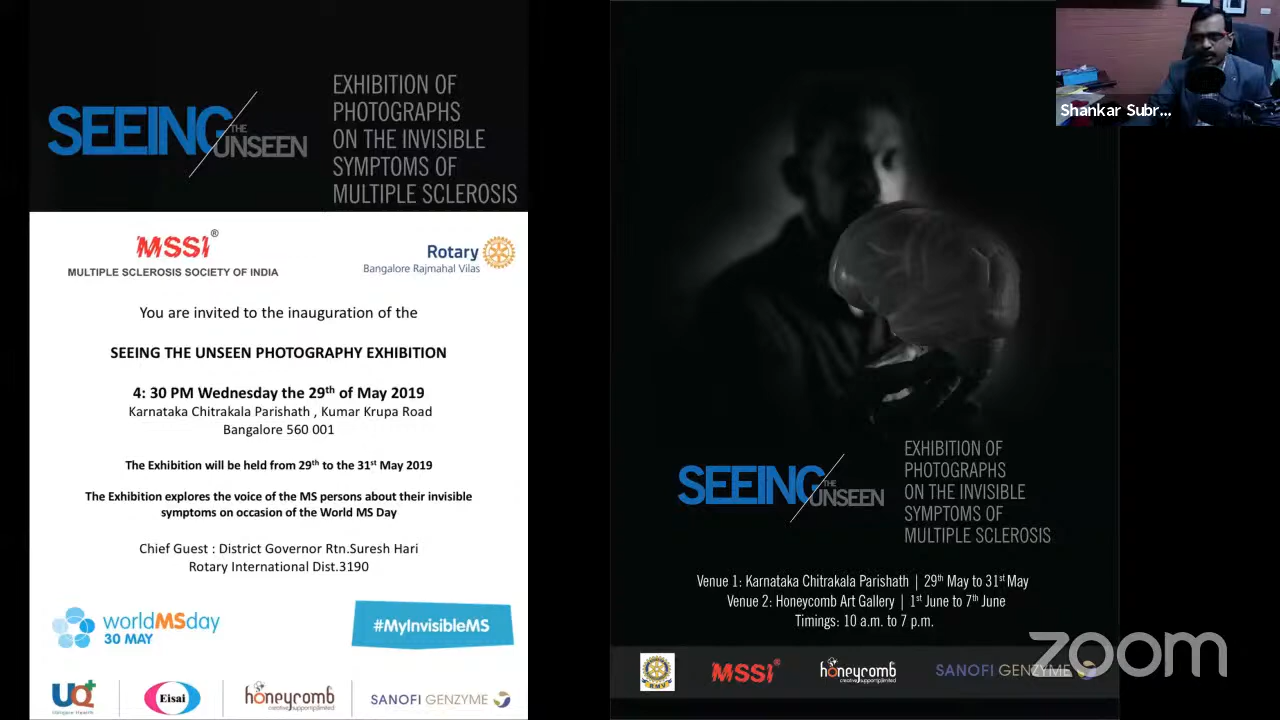 SEEING
THE
UNSEEN
EXHIBITION OF
PHOTOGRAPHS
ON THE INVISIBLE
SYMPTOMS OF
MULTIPLE SCLEROSIS
MSSI®
MULTIPLE SCLEROSIS SOCIETY OF INDIA
Rotary
Bangalore Rajmahal Vilas
You are invited to the inauguration of the
SEEING THE UNSEEN PHOTOGRAPHY EXHIBITION
4: 30 PM Wednesday the 29th of May 2019
Karnataka Chitrakala Parishath , Kumar Krupa Road
Bangalore 560 001
The Exhibition will be held from 29th to the 31st May 2019
The Exhibition explores the voice of the MS persons about their invisible
symptoms on occasion of the World MS Day
Chief Guest : District Governor Rtn.Suresh Hari
Rotary International Dist.3190
worldMSday
30 MAY
#MyInvisibleMS
Eisai
honeycomb
SANOFI GENZYME
Shankar Subr...
SEEING
THE
UNSEEN
EXHIBITION OF
PHOTOGRAPHS
ON THE INVISIBLE
SYMPTOMS OF
MULTIPLE SCLEROSIS
Venue 1: Karnataka Chitrakala Parishath | 29th May to 31st May
Venue 2: Honeycomb Art Gallery | 1st June to 7th June
Timings: 10 a.m. to 7 p.m.
RMV
MSSI®
honeycomb
SANOFI GENZYME
zoom